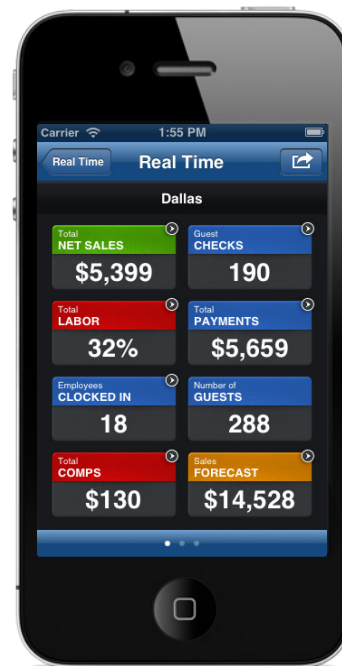 Carrier 1:55 PM
Real Time Real Time
Dallas
Total
NET SALES
$5,399
Guest
CHECKS
190
Total
LABOR
32%
Total
PAYMENTS
$5,659
Employees
CLOCKED IN
18
Number of
GUESTS
288
Total
COMPS
$130
Sales
FORECAST
$14,528